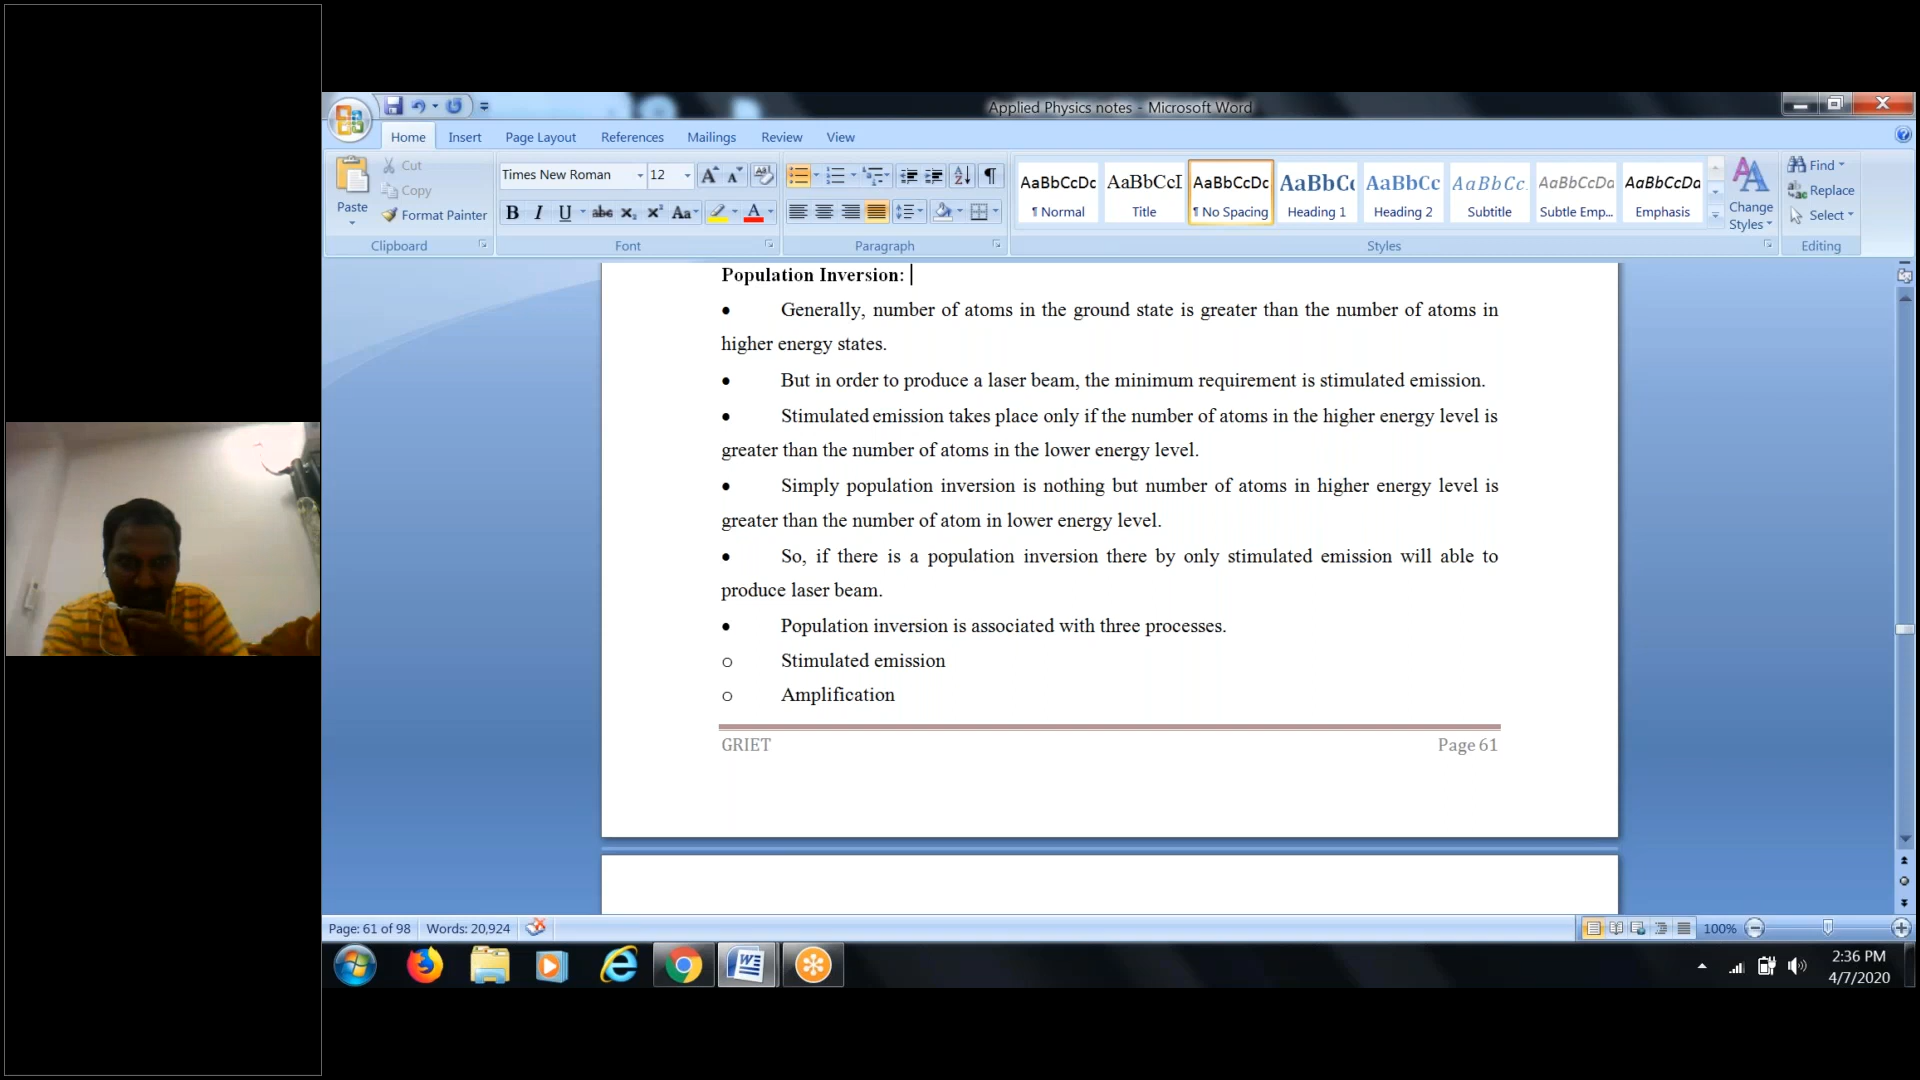 Applied Physics notes - Microsoft Word
Home Insert Page Layout References Mailings Review View
Paste
Cut
Copy
Format Painter
Clipboard
Times New Roman 12
B I U abc x₂ x² Aa A
Font
Paragraph
AaBbCcDc AaBbCcI AaBbCcDc AaBbCc AaBbCc AaBbCc. AaBbCcDa AaBbCcDa
¶ Normal Title ¶ No Spacing Heading 1 Heading 2 Subtitle Subtle Emp... Emphasis
Change Styles
Styles
Find
Replace
Select
Editing
Population Inversion:
• Generally, number of atoms in the ground state is greater than the number of atoms in
higher energy states.
• But in order to produce a laser beam, the minimum requirement is stimulated emission.
• Stimulated emission takes place only if the number of atoms in the higher energy level is
greater than the number of atoms in the lower energy level.
• Simply population inversion is nothing but number of atoms in higher energy level is
greater than the number of atom in lower energy level.
• So, if there is a population inversion there by only stimulated emission will able to
produce laser beam.
• Population inversion is associated with three processes.
o Stimulated emission
o Amplification
GRIET Page 61
Page: 61 of 98 Words: 20,924 100%
2:36 PM
4/7/2020